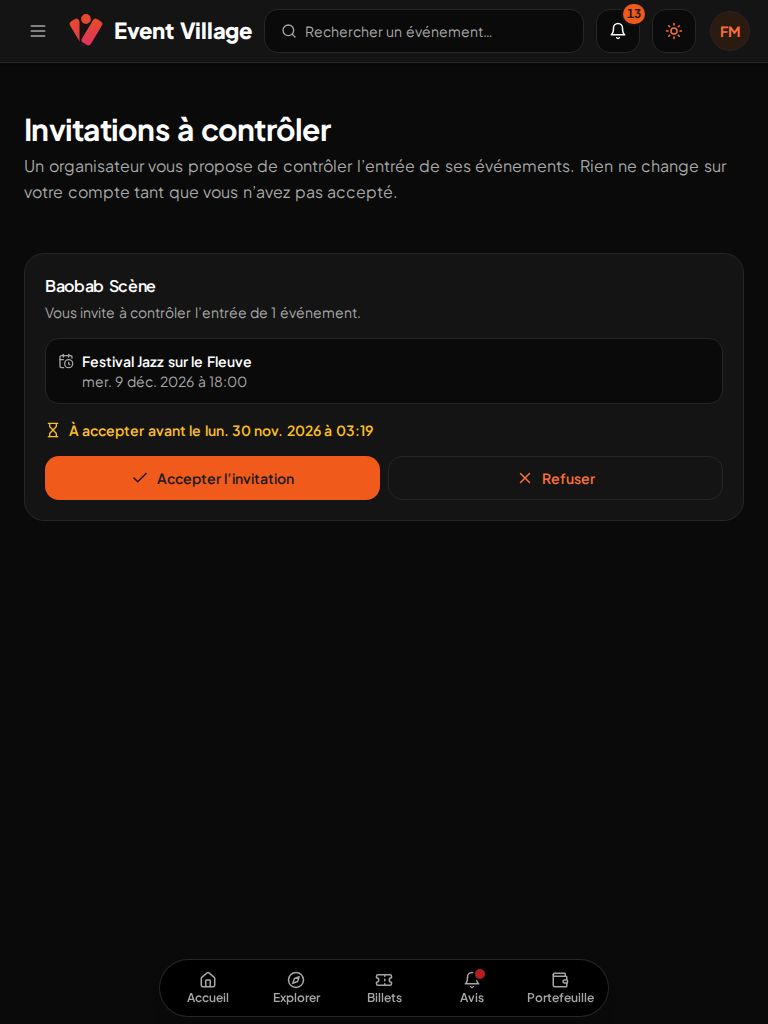 Event Village
Rechercher un événement…
13
FM
Invitations à contrôler
Un organisateur vous propose de contrôler l’entrée de ses événements. Rien ne change sur
votre compte tant que vous n’avez pas accepté.
Baobab Scène
Vous invite à contrôler l’entrée de 1 événement.
Festival Jazz sur le Fleuve
mer. 9 déc. 2026 à 18:00
À accepter avant le lun. 30 nov. 2026 à 03:19
Accepter l’invitation
Refuser
Accueil
Explorer
Billets
Avis
Portefeuille